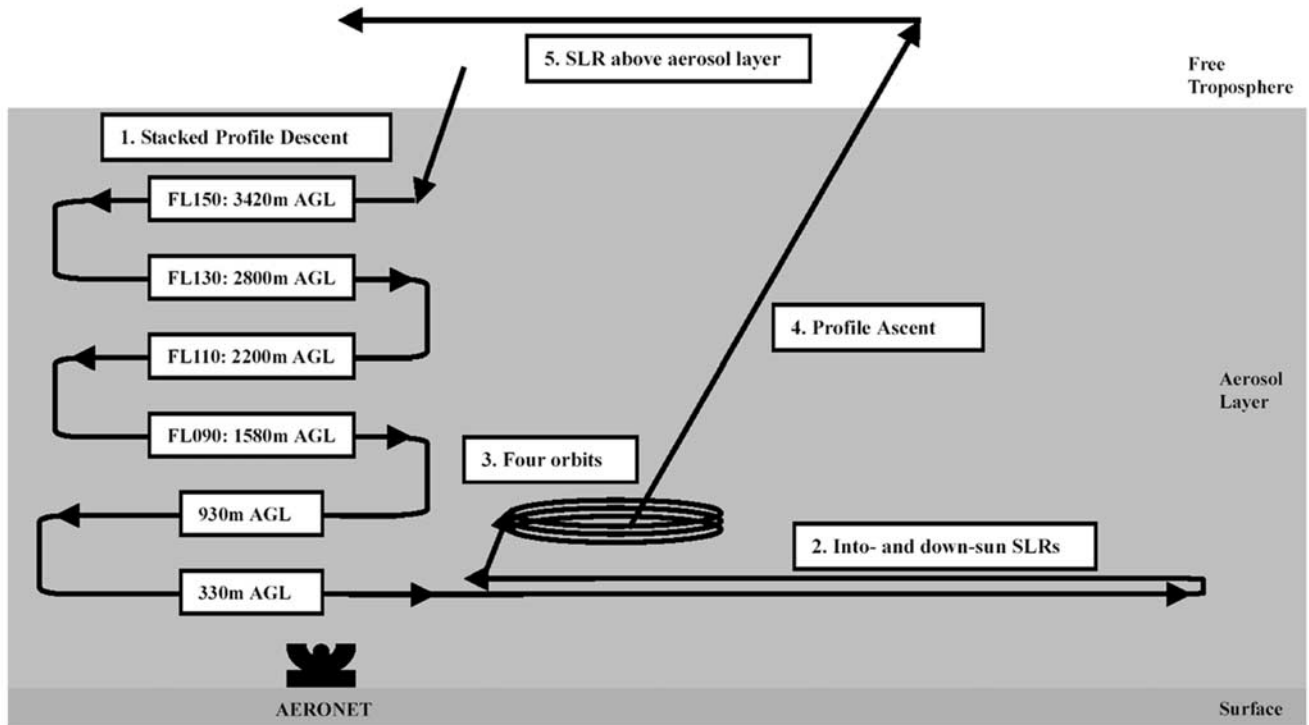 5. SLR above aerosol layer
Free
Troposphere
1. Stacked Profile Descent
FL150: 3420m AGL
FL130: 2800m AGL
4. Profile Ascent
FL110: 2200m AGL
Aerosol
Layer
FL090: 1580m AGL
3. Four orbits
930m AGL
2. Into- and down-sun SLRs
330m AGL
AERONET
Surface